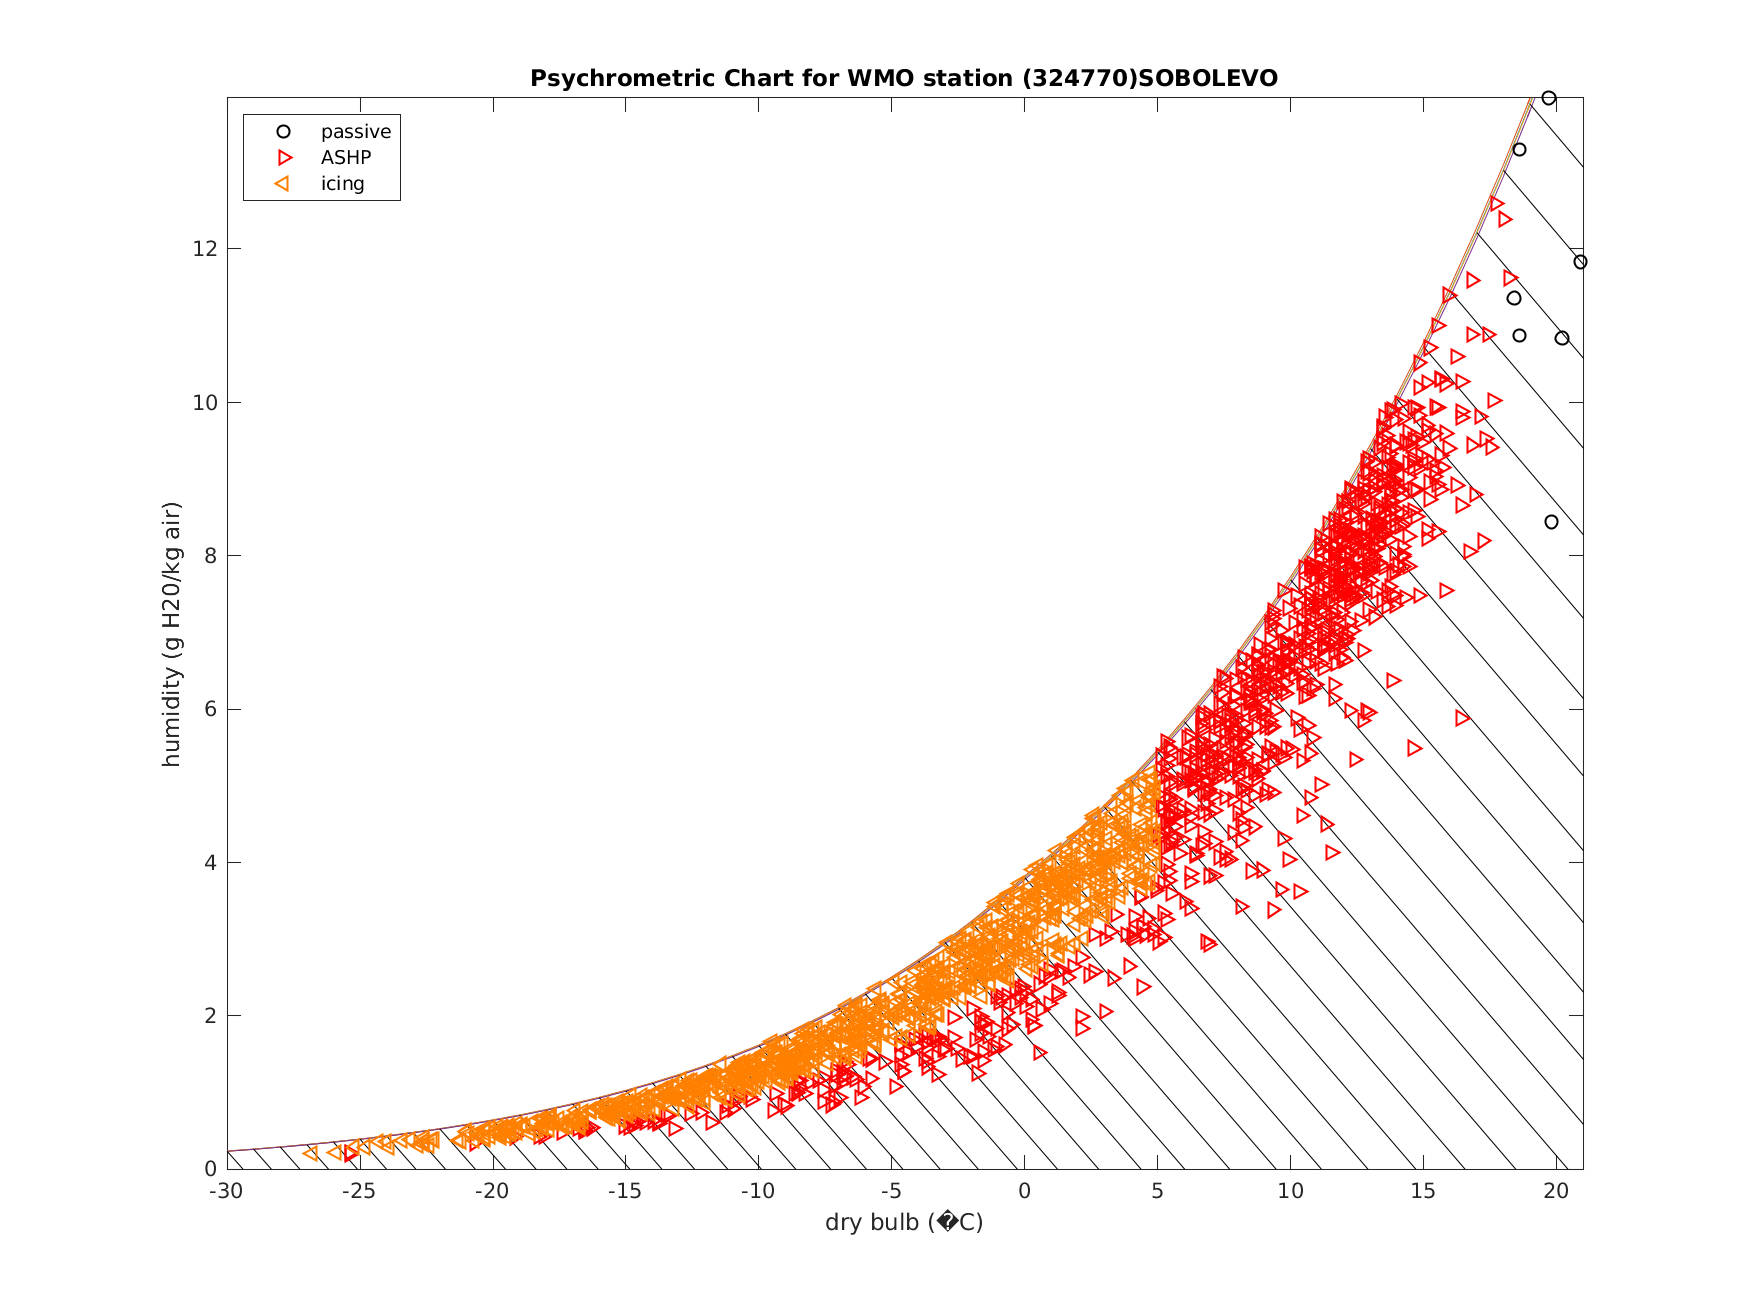 Psychrometric Chart for WMO station (324770)SOBOLEVO
passive
ASHP
icing
humidity (g H20/kg air)
12
10
8
6
4
2
0
-30 -25 -20 -15 -10 -5 0 5 10 15 20
dry bulb (�C)